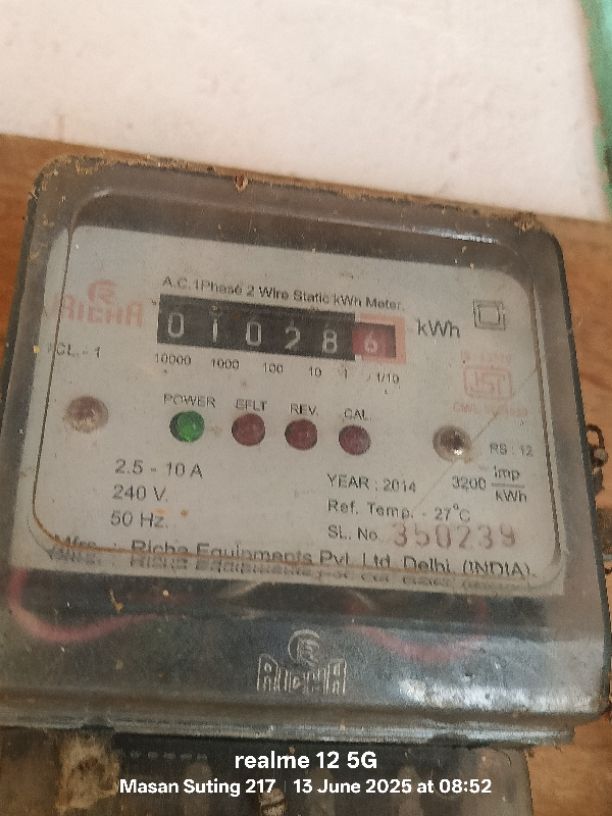 A.C. 1Phase 2 Wire Static kWh Meter.
RICHA
0 1 0 2 8 6 kWh
10000 1000 100 10 1 1/10
CL. - 1
POWER EFLT REV. CAL.
2.5 - 10 A
240 V.
50 Hz.
RS : 12
YEAR : 2014
3200 imp/kWh
Ref. Temp. - 27°C
SL. No. 350239
Mfrs. : Richa Equipments Pvt. Ltd. Delhi. (INDIA).
RICHA
realme 12 5G
Masan Suting 217 13 June 2025 at 08:52